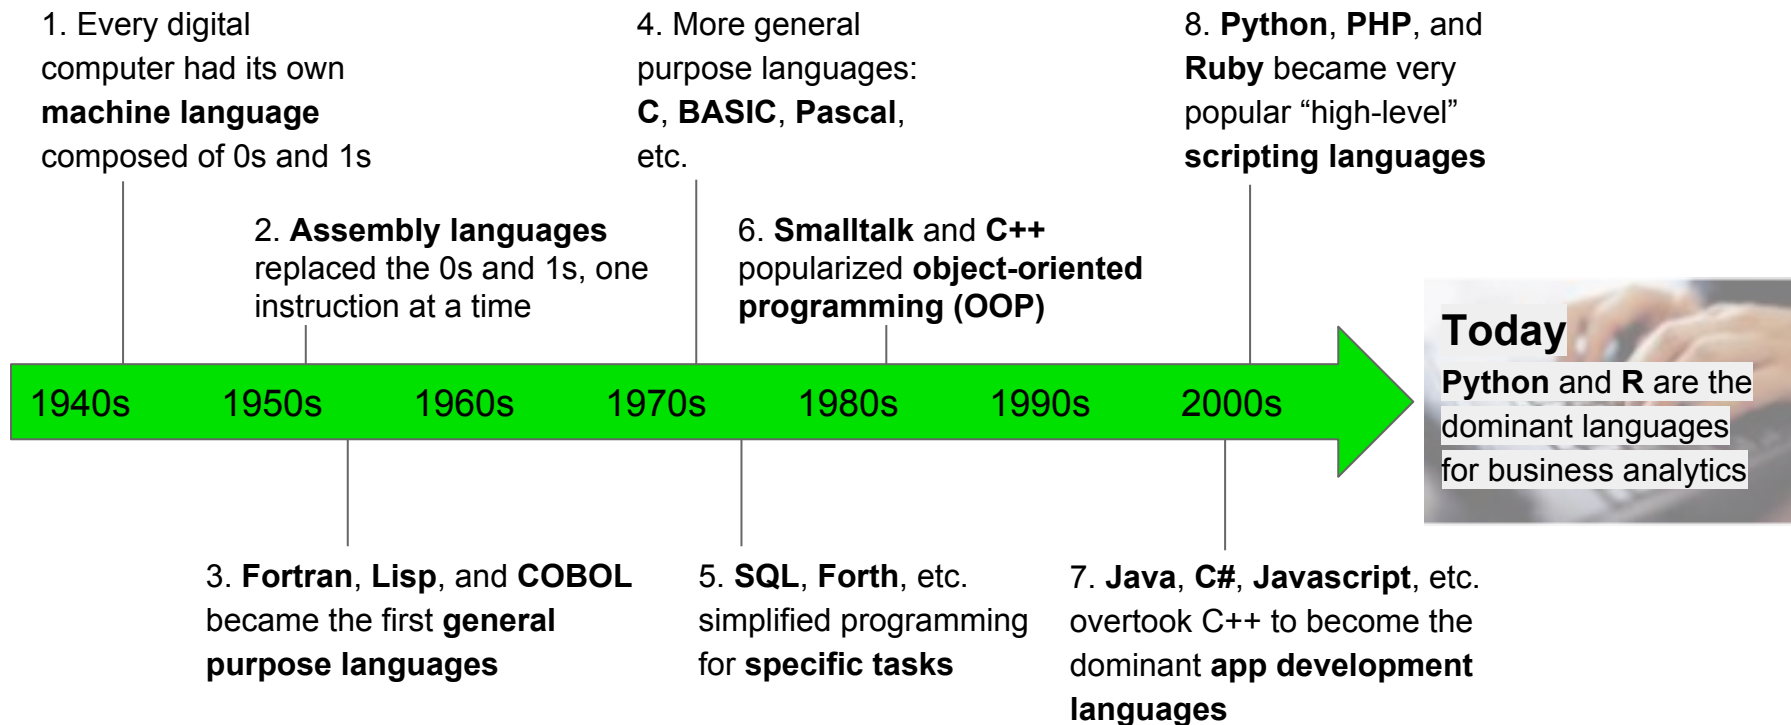 1. Every digital
computer had its own
machine language
composed of 0s and 1s
4. More general
purpose languages:
C, BASIC, Pascal,
etc.
8. Python, PHP, and
Ruby became very
popular “high-level”
scripting languages
2. Assembly languages
replaced the 0s and 1s, one
instruction at a time
6. Smalltalk and C++
popularized object-oriented
programming (OOP)
1940s 1950s 1960s 1970s 1980s 1990s 2000s
Today
Python and R are the
dominant languages
for business analytics
3. Fortran, Lisp, and COBOL
became the first general
purpose languages
5. SQL, Forth, etc.
simplified programming
for specific tasks
7. Java, C#, Javascript, etc.
overtook C++ to become the
dominant app development
languages